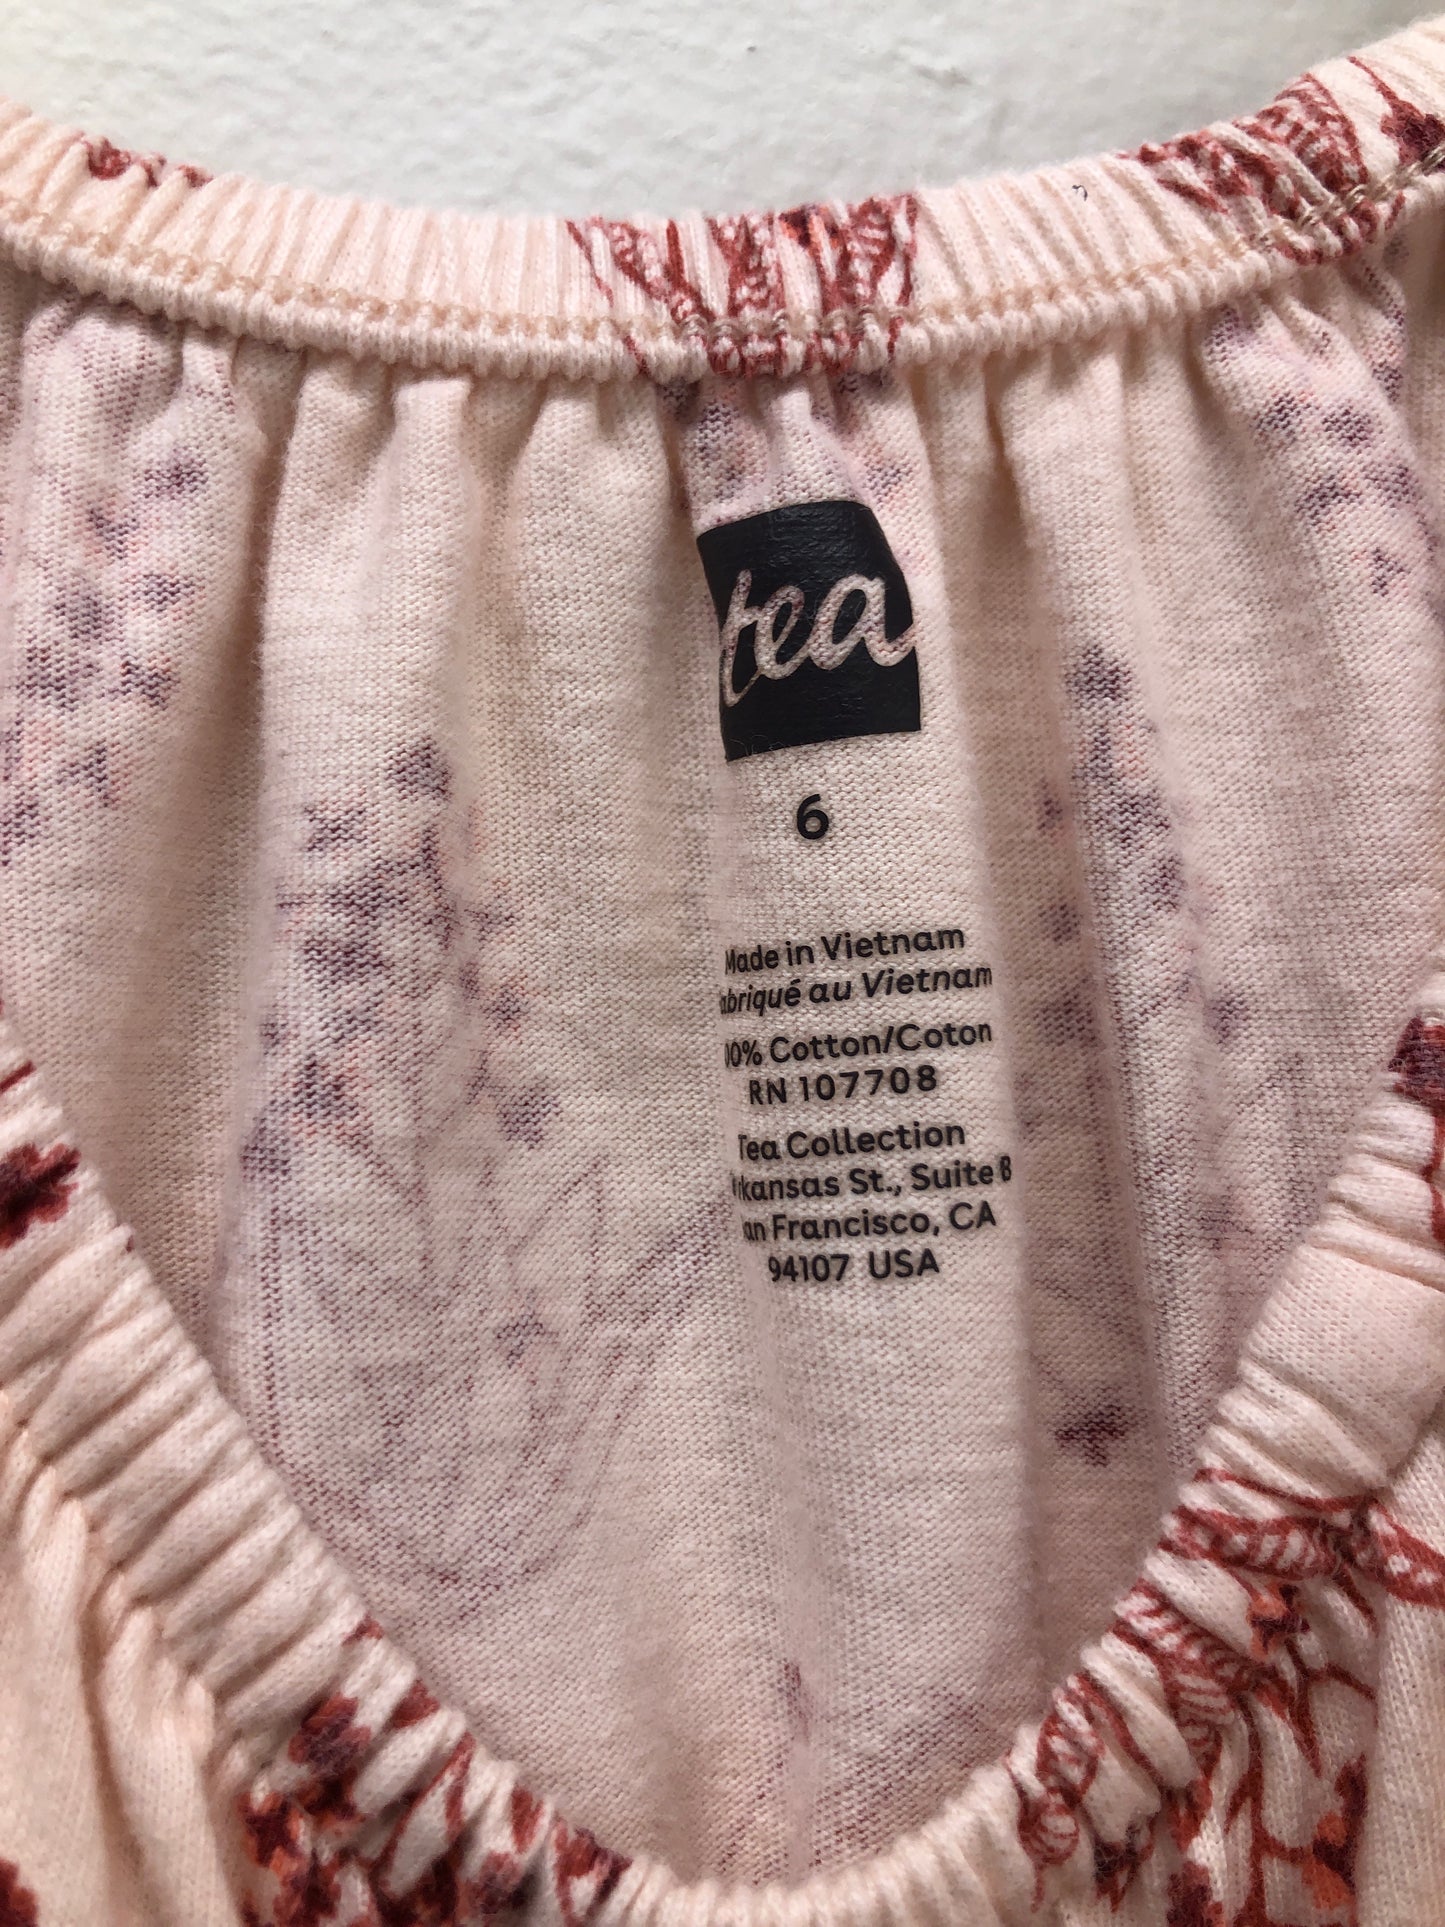 tea
6
Made in Vietnam
abriqué au Vietnam
00% Cotton/Coton
RN 107708
Tea Collection
rkansas St., Suite B
an Francisco, CA
94107 USA